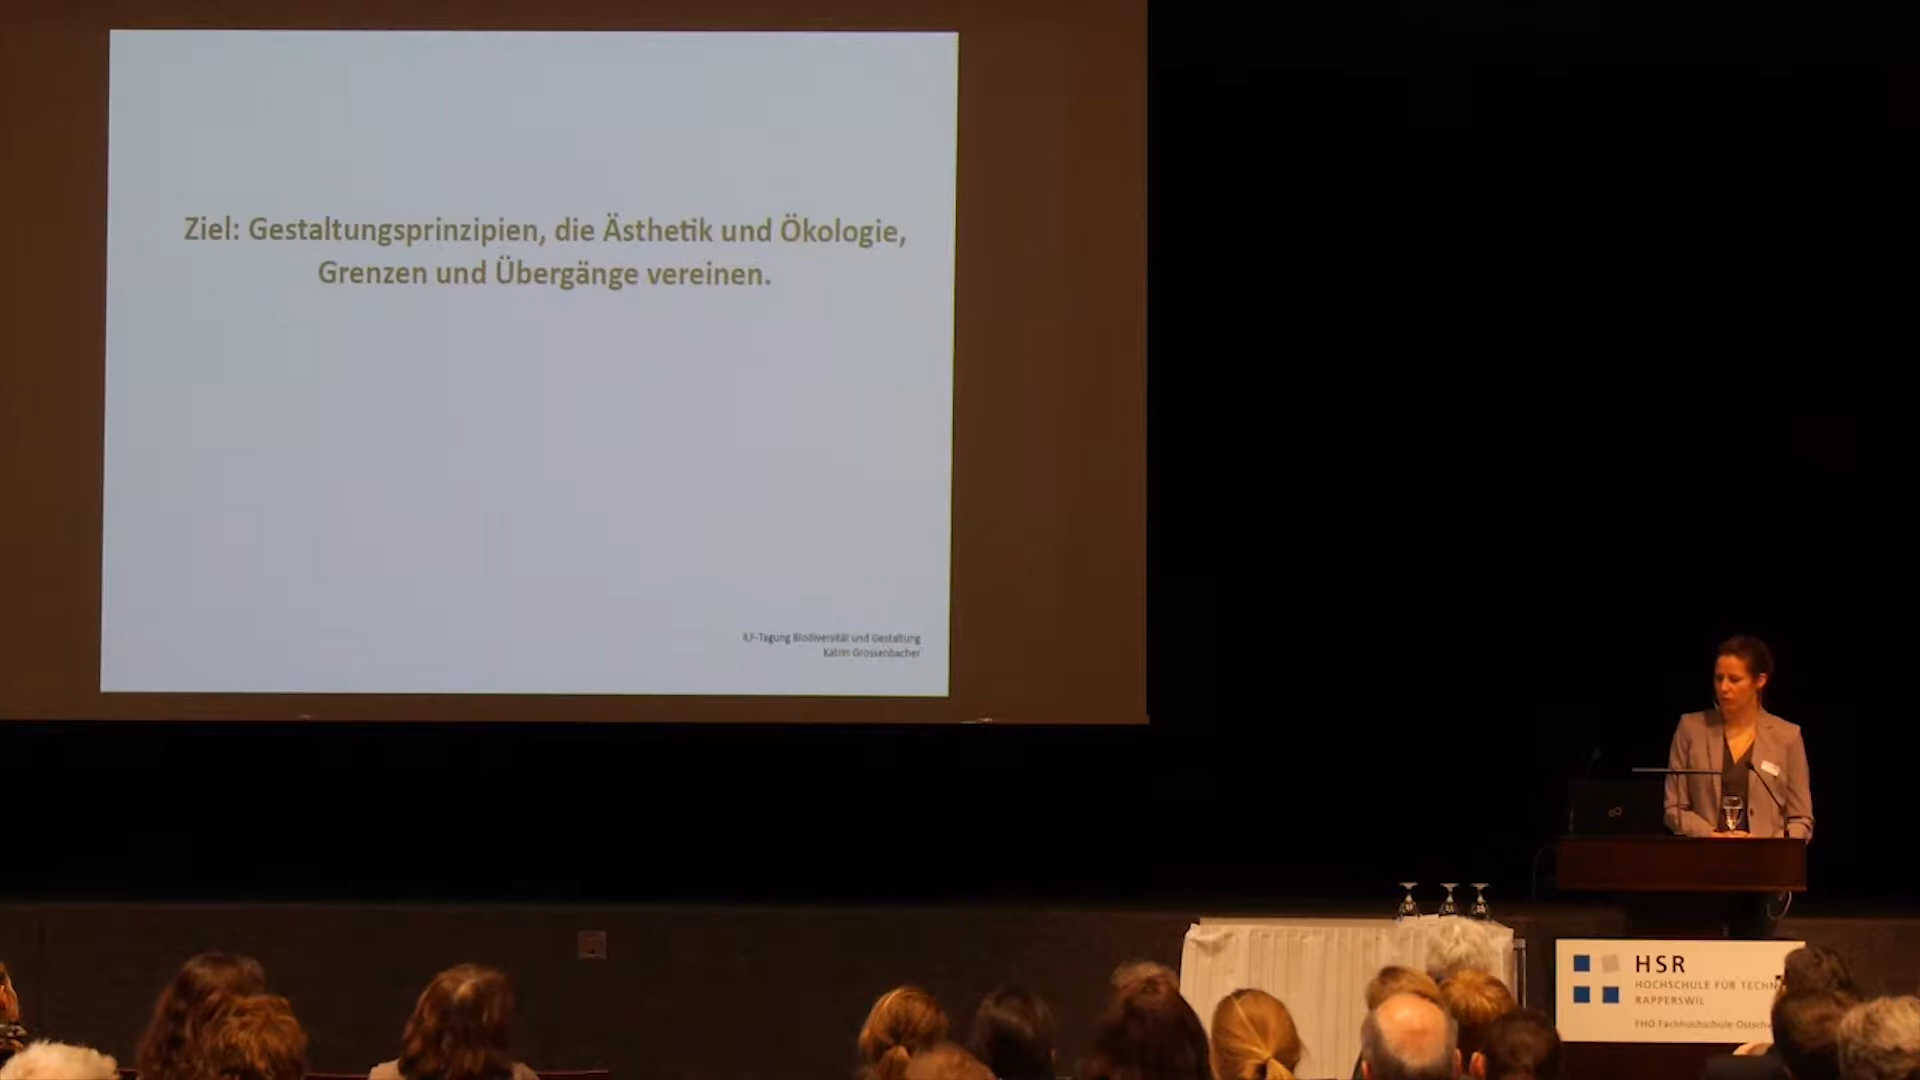 Ziel: Gestaltungsprinzipien, die Ästhetik und Ökologie,
Grenzen und Übergänge vereinen.
ILF-Tagung Biodiversität und Gestaltung
Katrin Grossenbacher
HSR
HOCHSCHULE FÜR TECHN
RAPPERSWIL
FHO Fachhochschule Ostschw